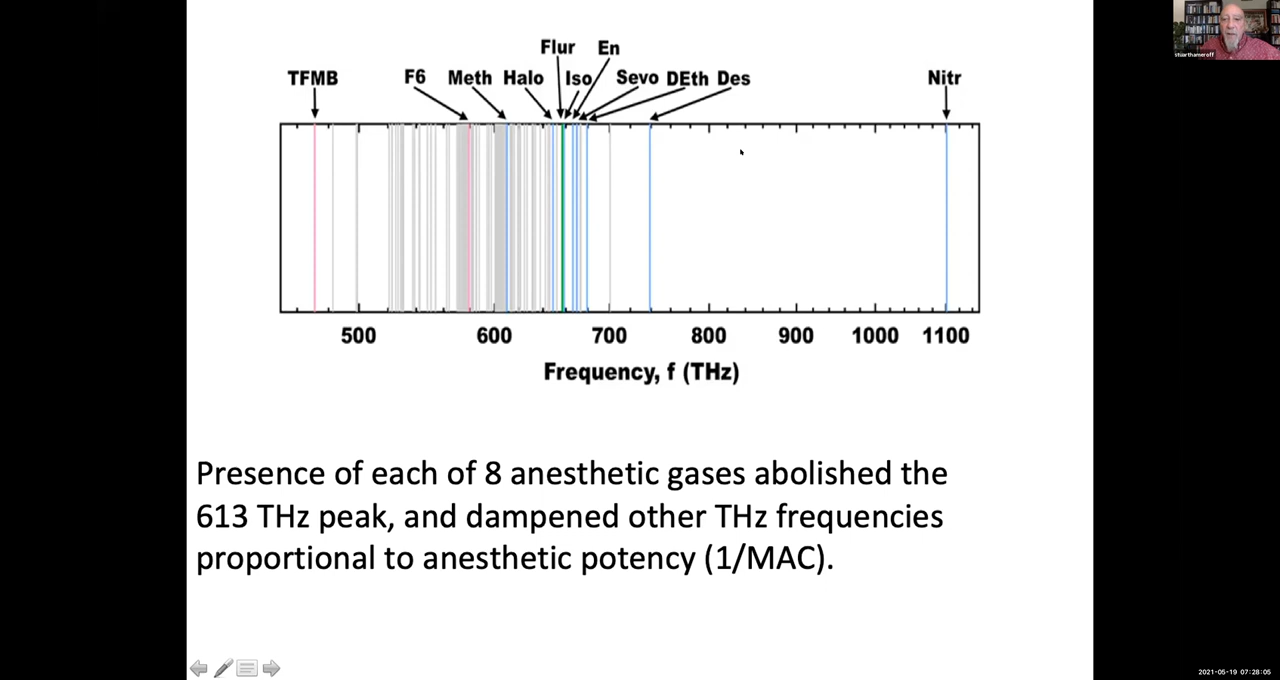 Flur En
TFMB F6 Meth Halo Iso Sevo DEth Des Nitr
500 600 700 800 900 1000 1100
Frequency, f (THz)
Presence of each of 8 anesthetic gases abolished the
613 THz peak, and dampened other THz frequencies
proportional to anesthetic potency (1/MAC).
stuarthameroff
2021-05-19 07:28:05